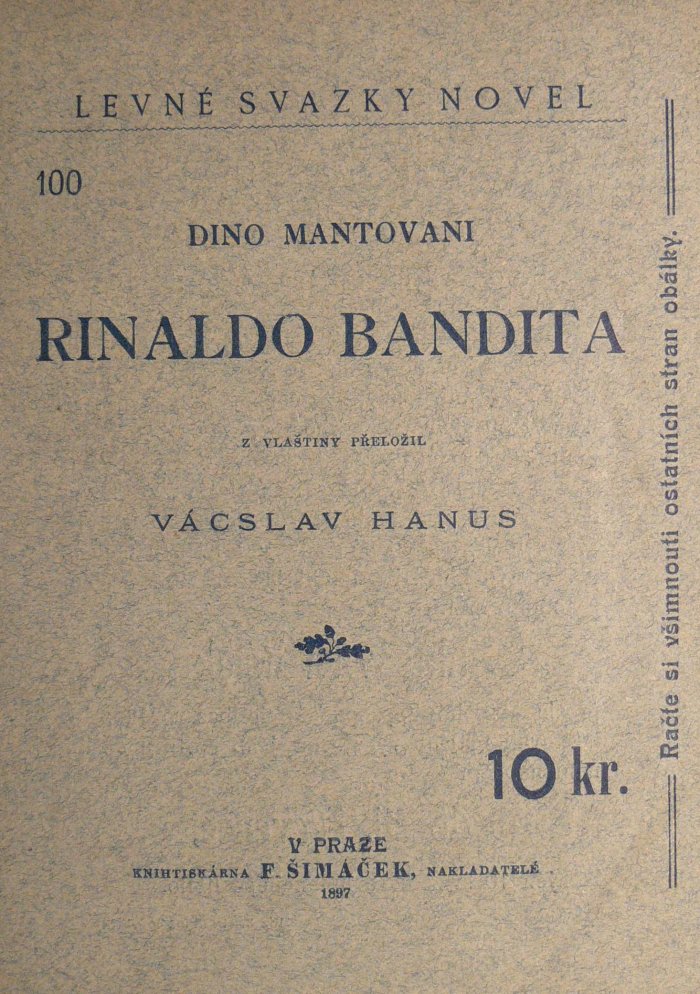 LEVNÉ SVAZKY NOVEL
100
DINO MANTOVANI
RINALDO BANDITA
Z VLAŠTINY PŘELOŽIL
VÁCSLAV HANUS
10 kr.
V PRAZE
KNIHTISKÁRNA F. ŠIMÁČEK, NAKLADATELÉ
1897
Račte si všimnouti ostatních stran obálky.